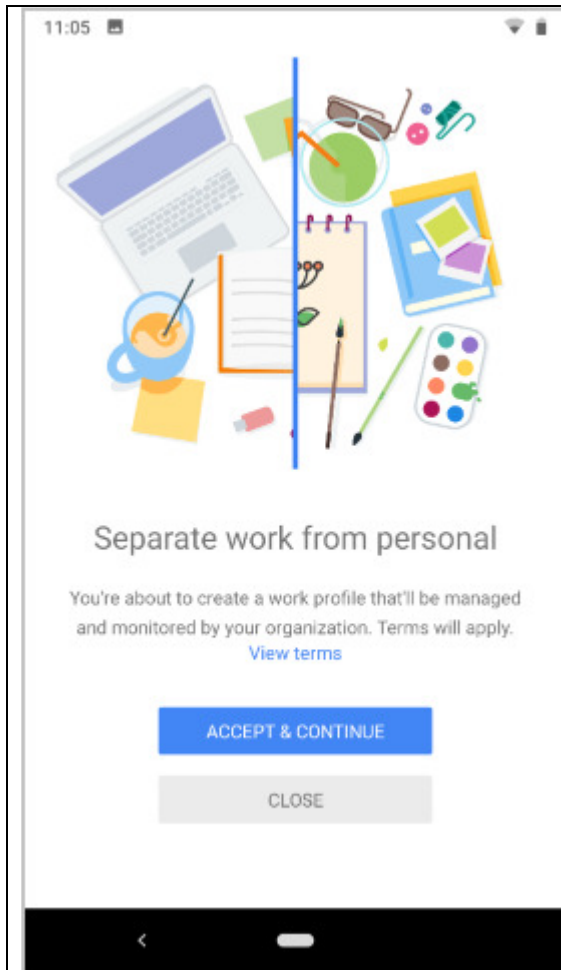 11:05
Separate work from personal
You're about to create a work profile that'll be managed
and monitored by your organization. Terms will apply.
View terms
ACCEPT & CONTINUE
CLOSE